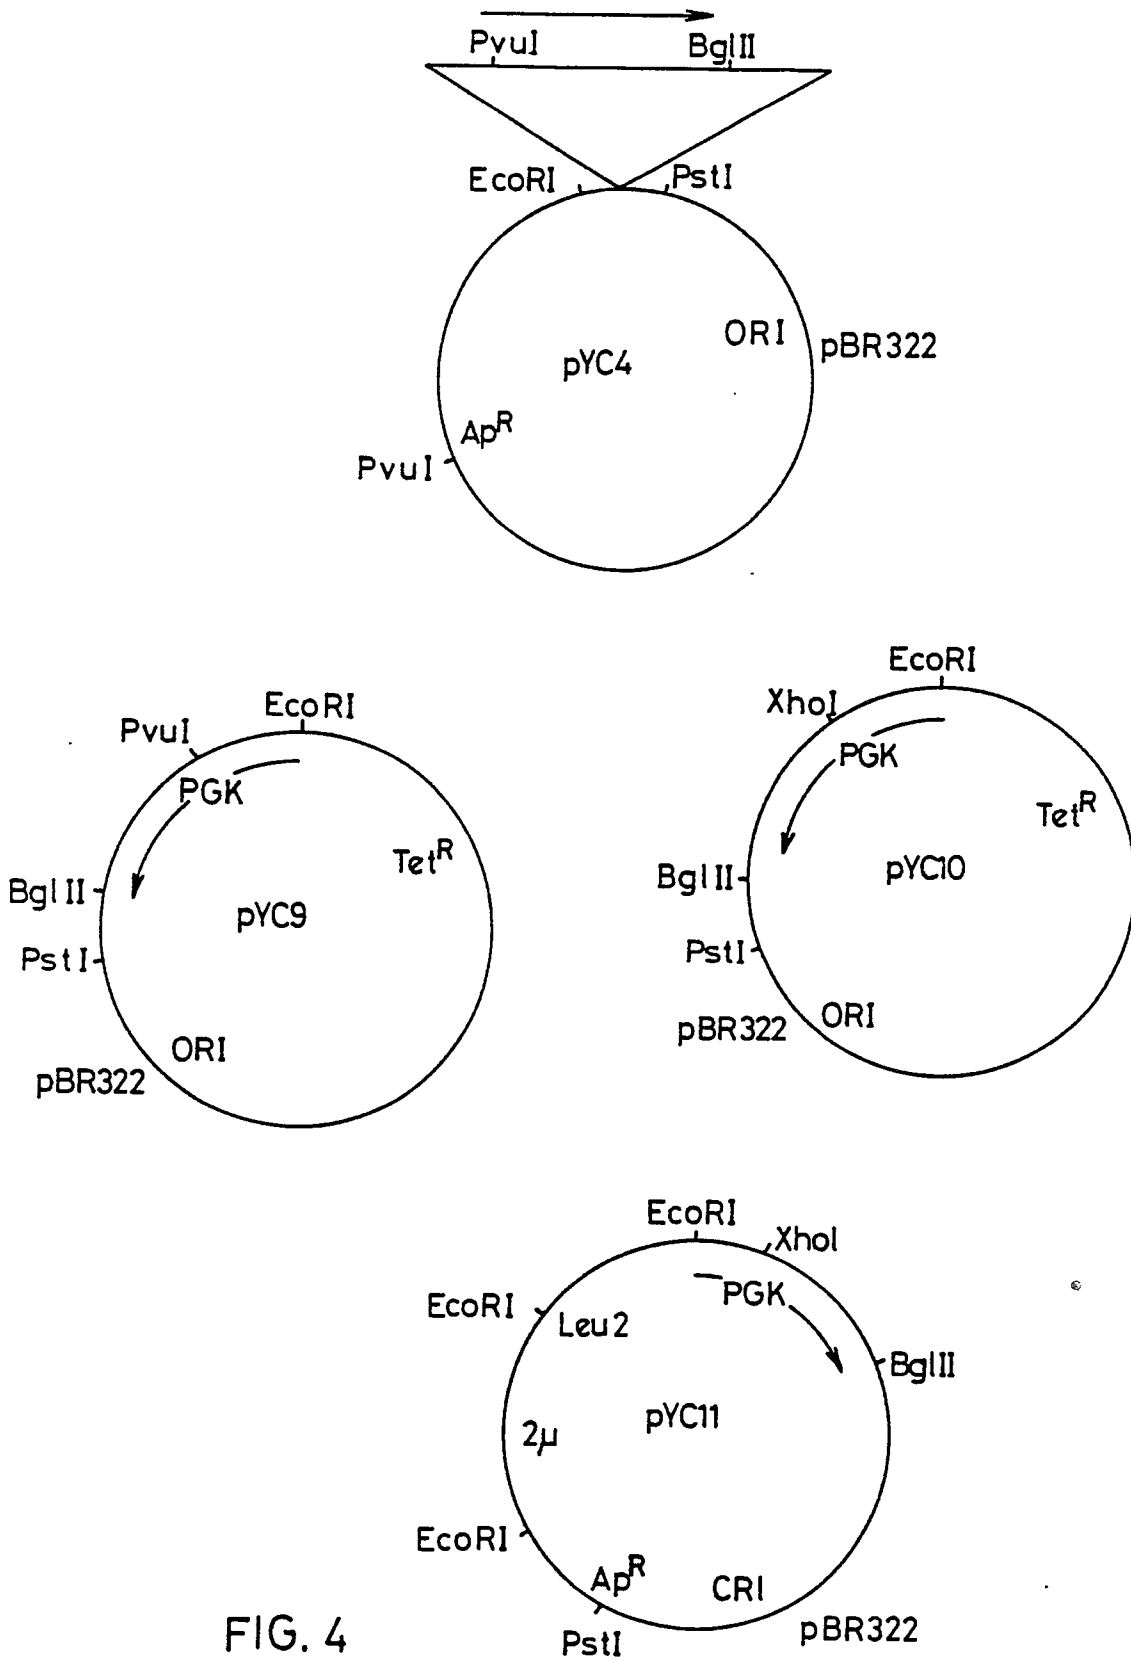 PvuI BglII
EcoRI PstI
ORI pBR322
pYC4
Ap^R
PvuI
EcoRI
PvuI
PGK
Tet^R
BglII
pYC9
PstI
ORI
pBR322
EcoRI
XhoI
PGK
Tet^R
pYC10
BglII
PstI
ORI
pBR322
EcoRI
XhoI
PGK
EcoRI
Leu2
BglII
pYC11
2µ
EcoRI
Ap^R
CRI
PstI
pBR322
FIG. 4